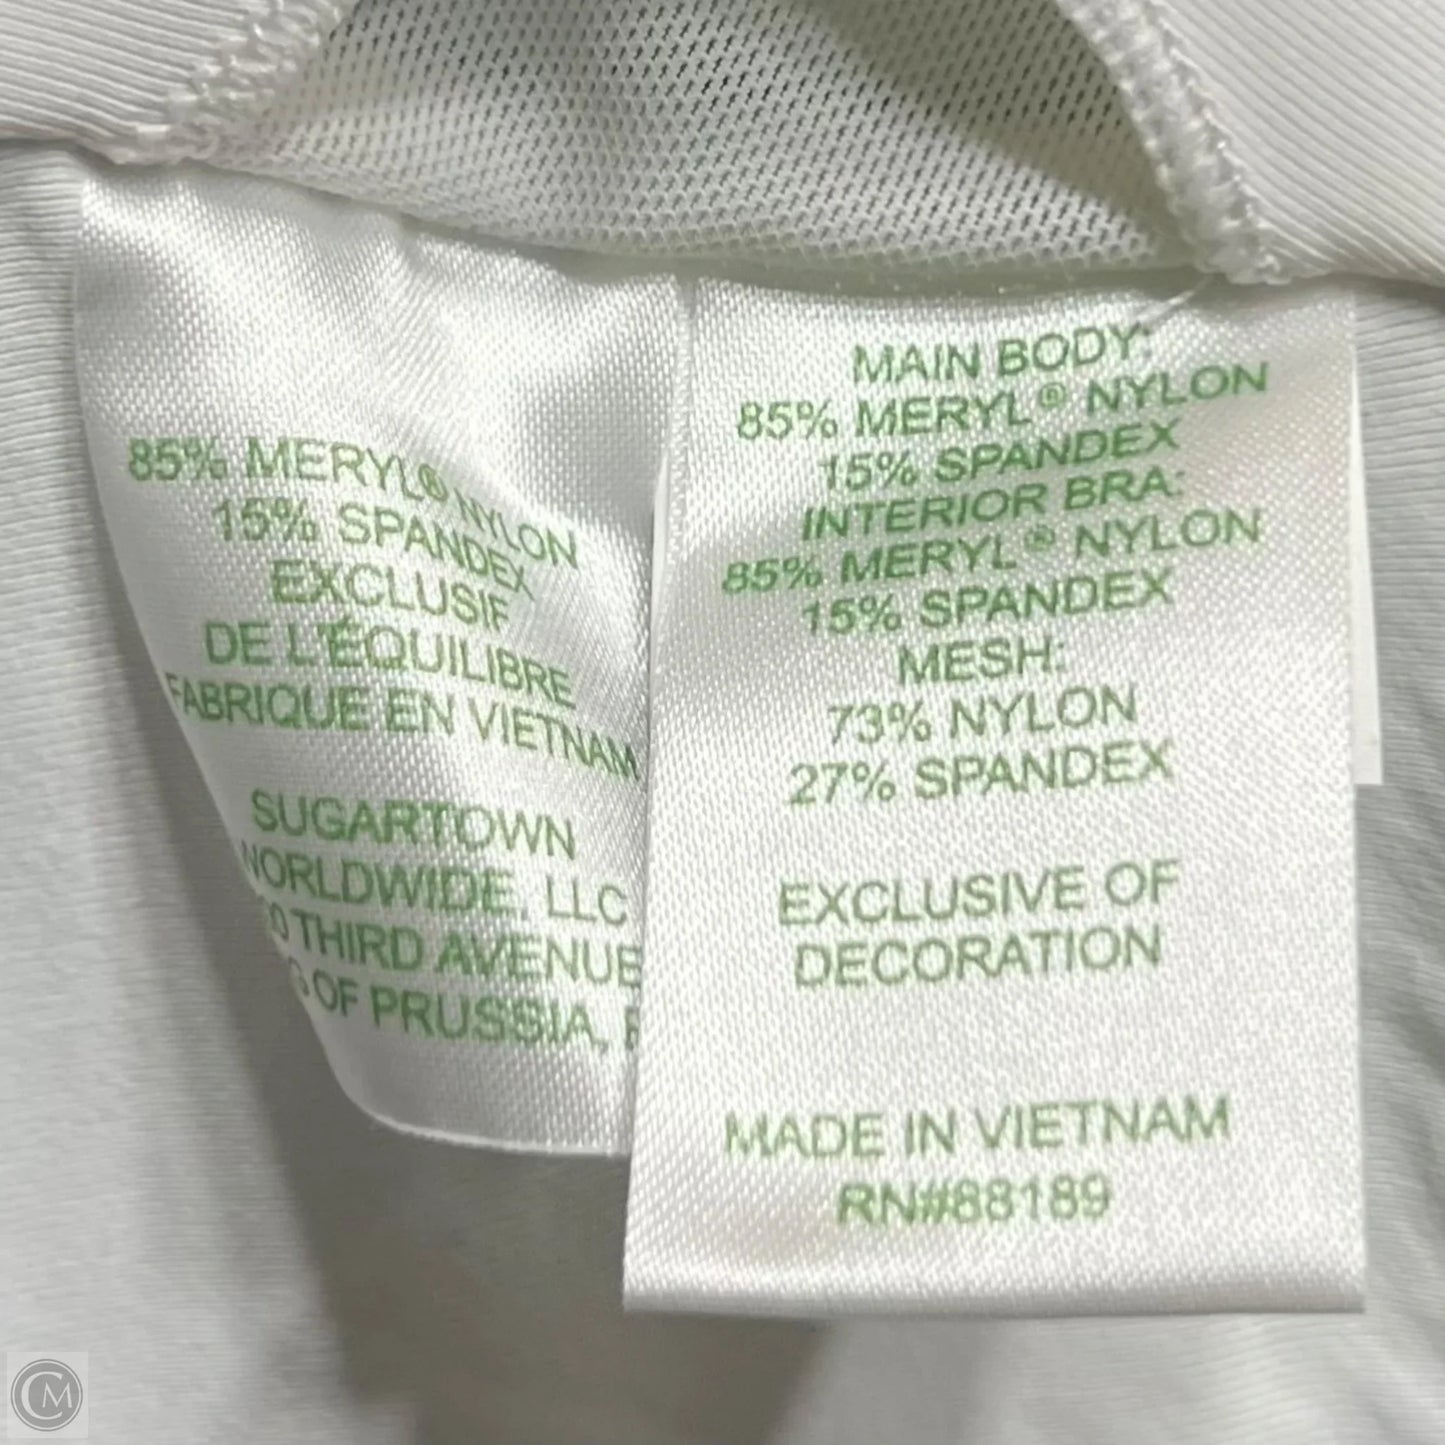 85% MERYL® NYLON
15% SPANDEX
EXCLUSIF
DE L'ÉQUILIBRE
FABRIQUE EN VIETNAM
SUGARTOWN
WORLDWIDE, LLC
THIRD AVENUE
OF PRUSSIA,
MAIN BODY:
85% MERYL® NYLON
15% SPANDEX
INTERIOR BRA:
85% MERYL® NYLON
15% SPANDEX
MESH:
73% NYLON
27% SPANDEX
EXCLUSIVE OF
DECORATION
MADE IN VIETNAM
RN#88189
CM